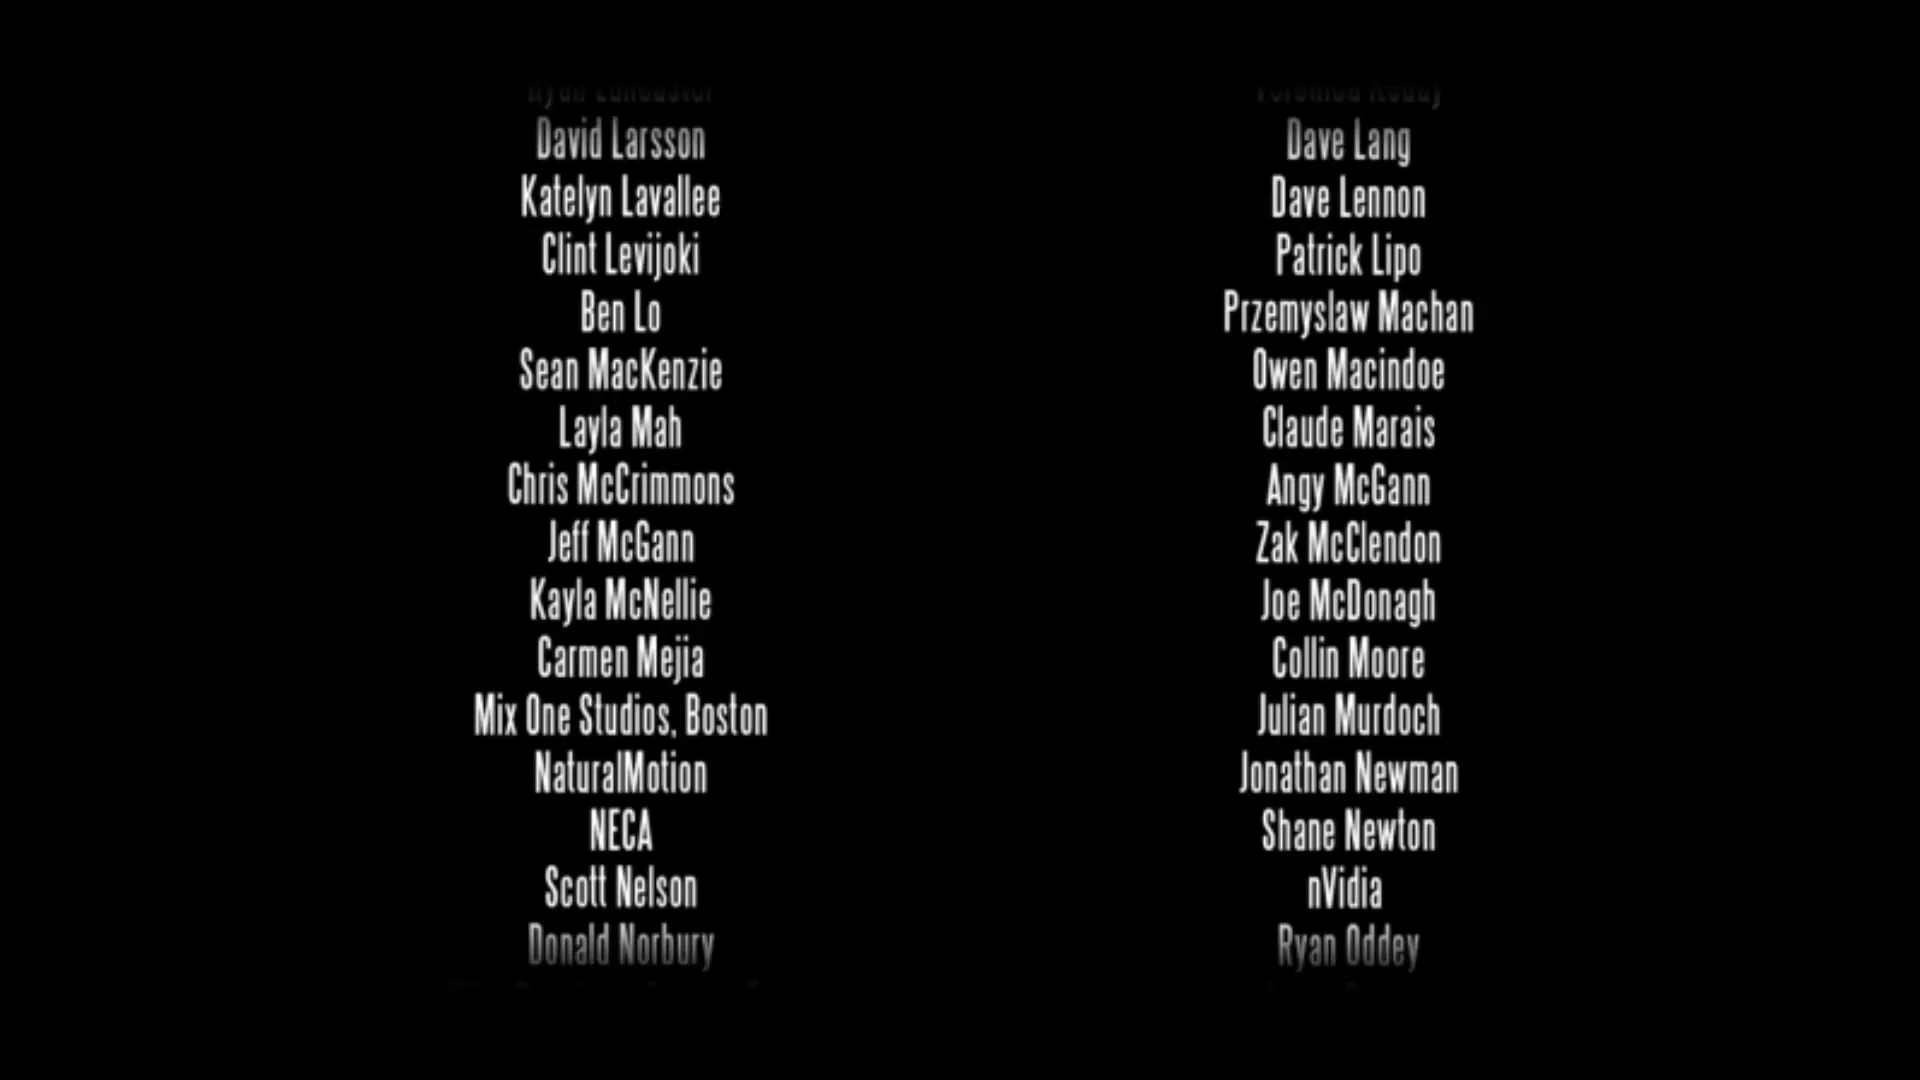 David Larsson
Dave Lang
Katelyn Lavallee
Dave Lennon
Clint Levijoki
Patrick Lipo
Ben Lo
Przemyslaw Machan
Sean MacKenzie
Owen Macindoe
Layla Mah
Claude Marais
Chris McCrimmons
Angy McGann
Jeff McGann
Zak McClendon
Kayla McNellie
Joe McDonagh
Carmen Mejia
Collin Moore
Mix One Studios, Boston
Julian Murdoch
NaturalMotion
Jonathan Newman
NECA
Shane Newton
Scott Nelson
nVidia
Donald Norbury
Ryan Oddey